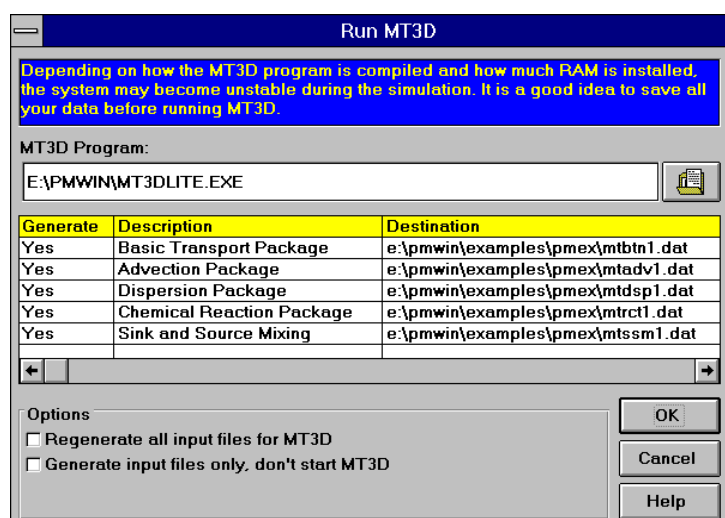 Run MT3D
Depending on how the MT3D program is compiled and how much RAM is installed,
the system may become unstable during the simulation. It is a good idea to save all
your data before running MT3D.
MT3D Program:
E:\PMWIN\MT3DLITE.EXE
Generate Description Destination
Yes Basic Transport Package e:\pmwin\examples\pmex\mtbtn1.dat
Yes Advection Package e:\pmwin\examples\pmex\mtadv1.dat
Yes Dispersion Package e:\pmwin\examples\pmex\mtdsp1.dat
Yes Chemical Reaction Package e:\pmwin\examples\pmex\mtrct1.dat
Yes Sink and Source Mixing e:\pmwin\examples\pmex\mtssm1.dat
Options
Regenerate all input files for MT3D
Generate input files only, don't start MT3D
OK
Cancel
Help